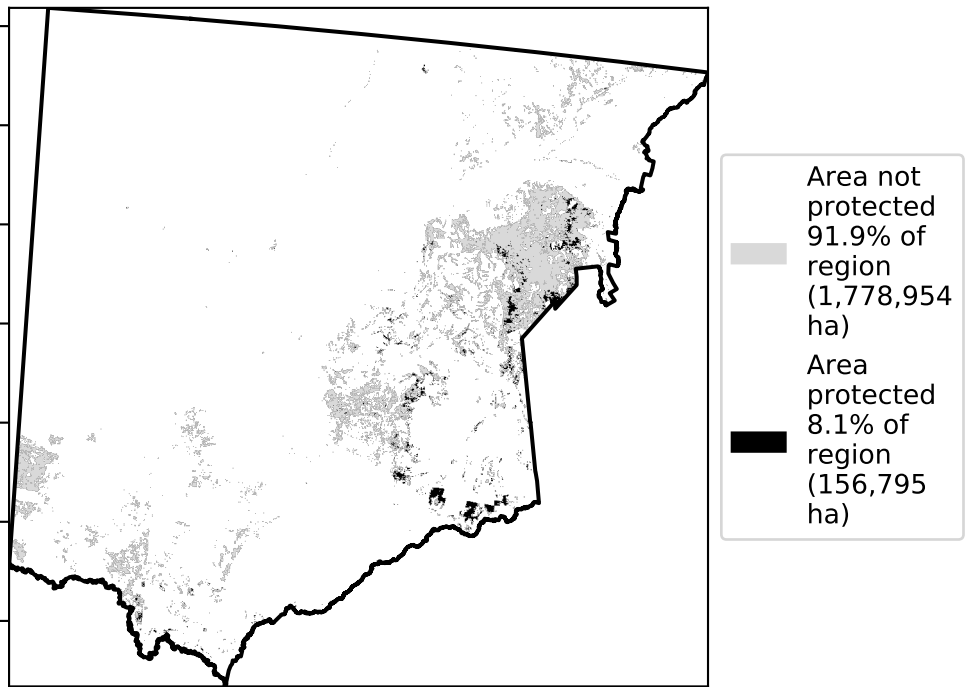 Area not
protected
91.9% of
region
(1,778,954
ha)
Area
protected
8.1% of
region
(156,795
ha)